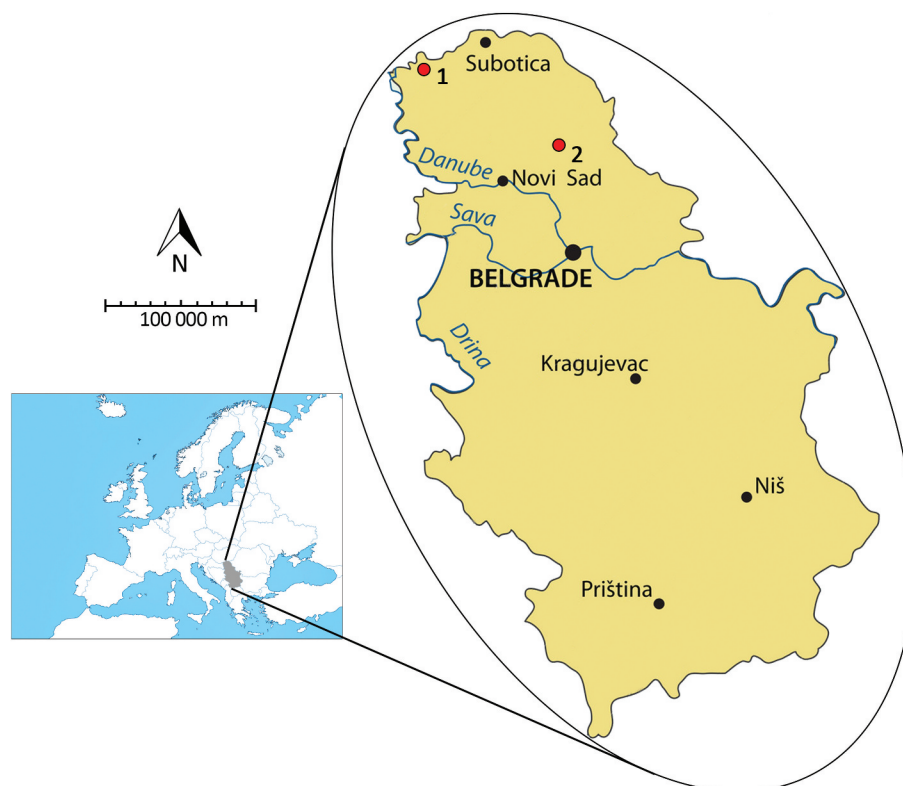 Subotica
1
2
Danube
Novi Sad
Sava
N
BELGRADE
100 000 m
Drina
Kragujevac
Niš
Priština